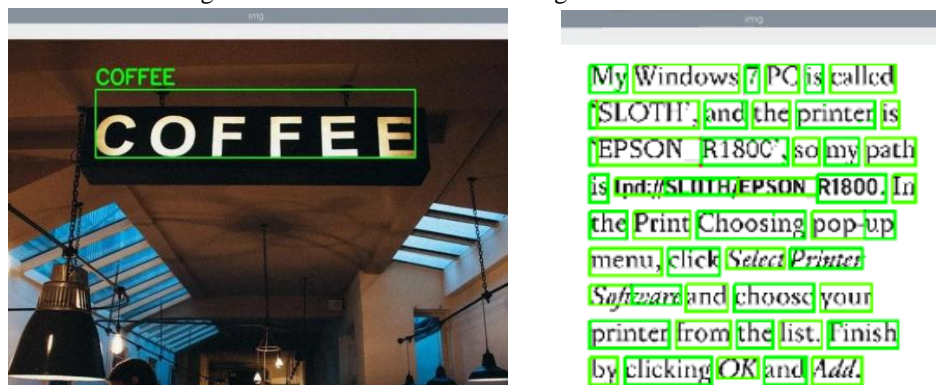 img
COFFEE
COFFEE
img
My Windows 7 PC is called
'SLOTH', and the printer is
'EPSON_R1800', so my path
is lpd://SLOTH/EPSON_R1800. In
the Print Choosing pop-up
menu, click Select Printer
Software and choose your
printer from the list. Finish
by clicking OK and Add.